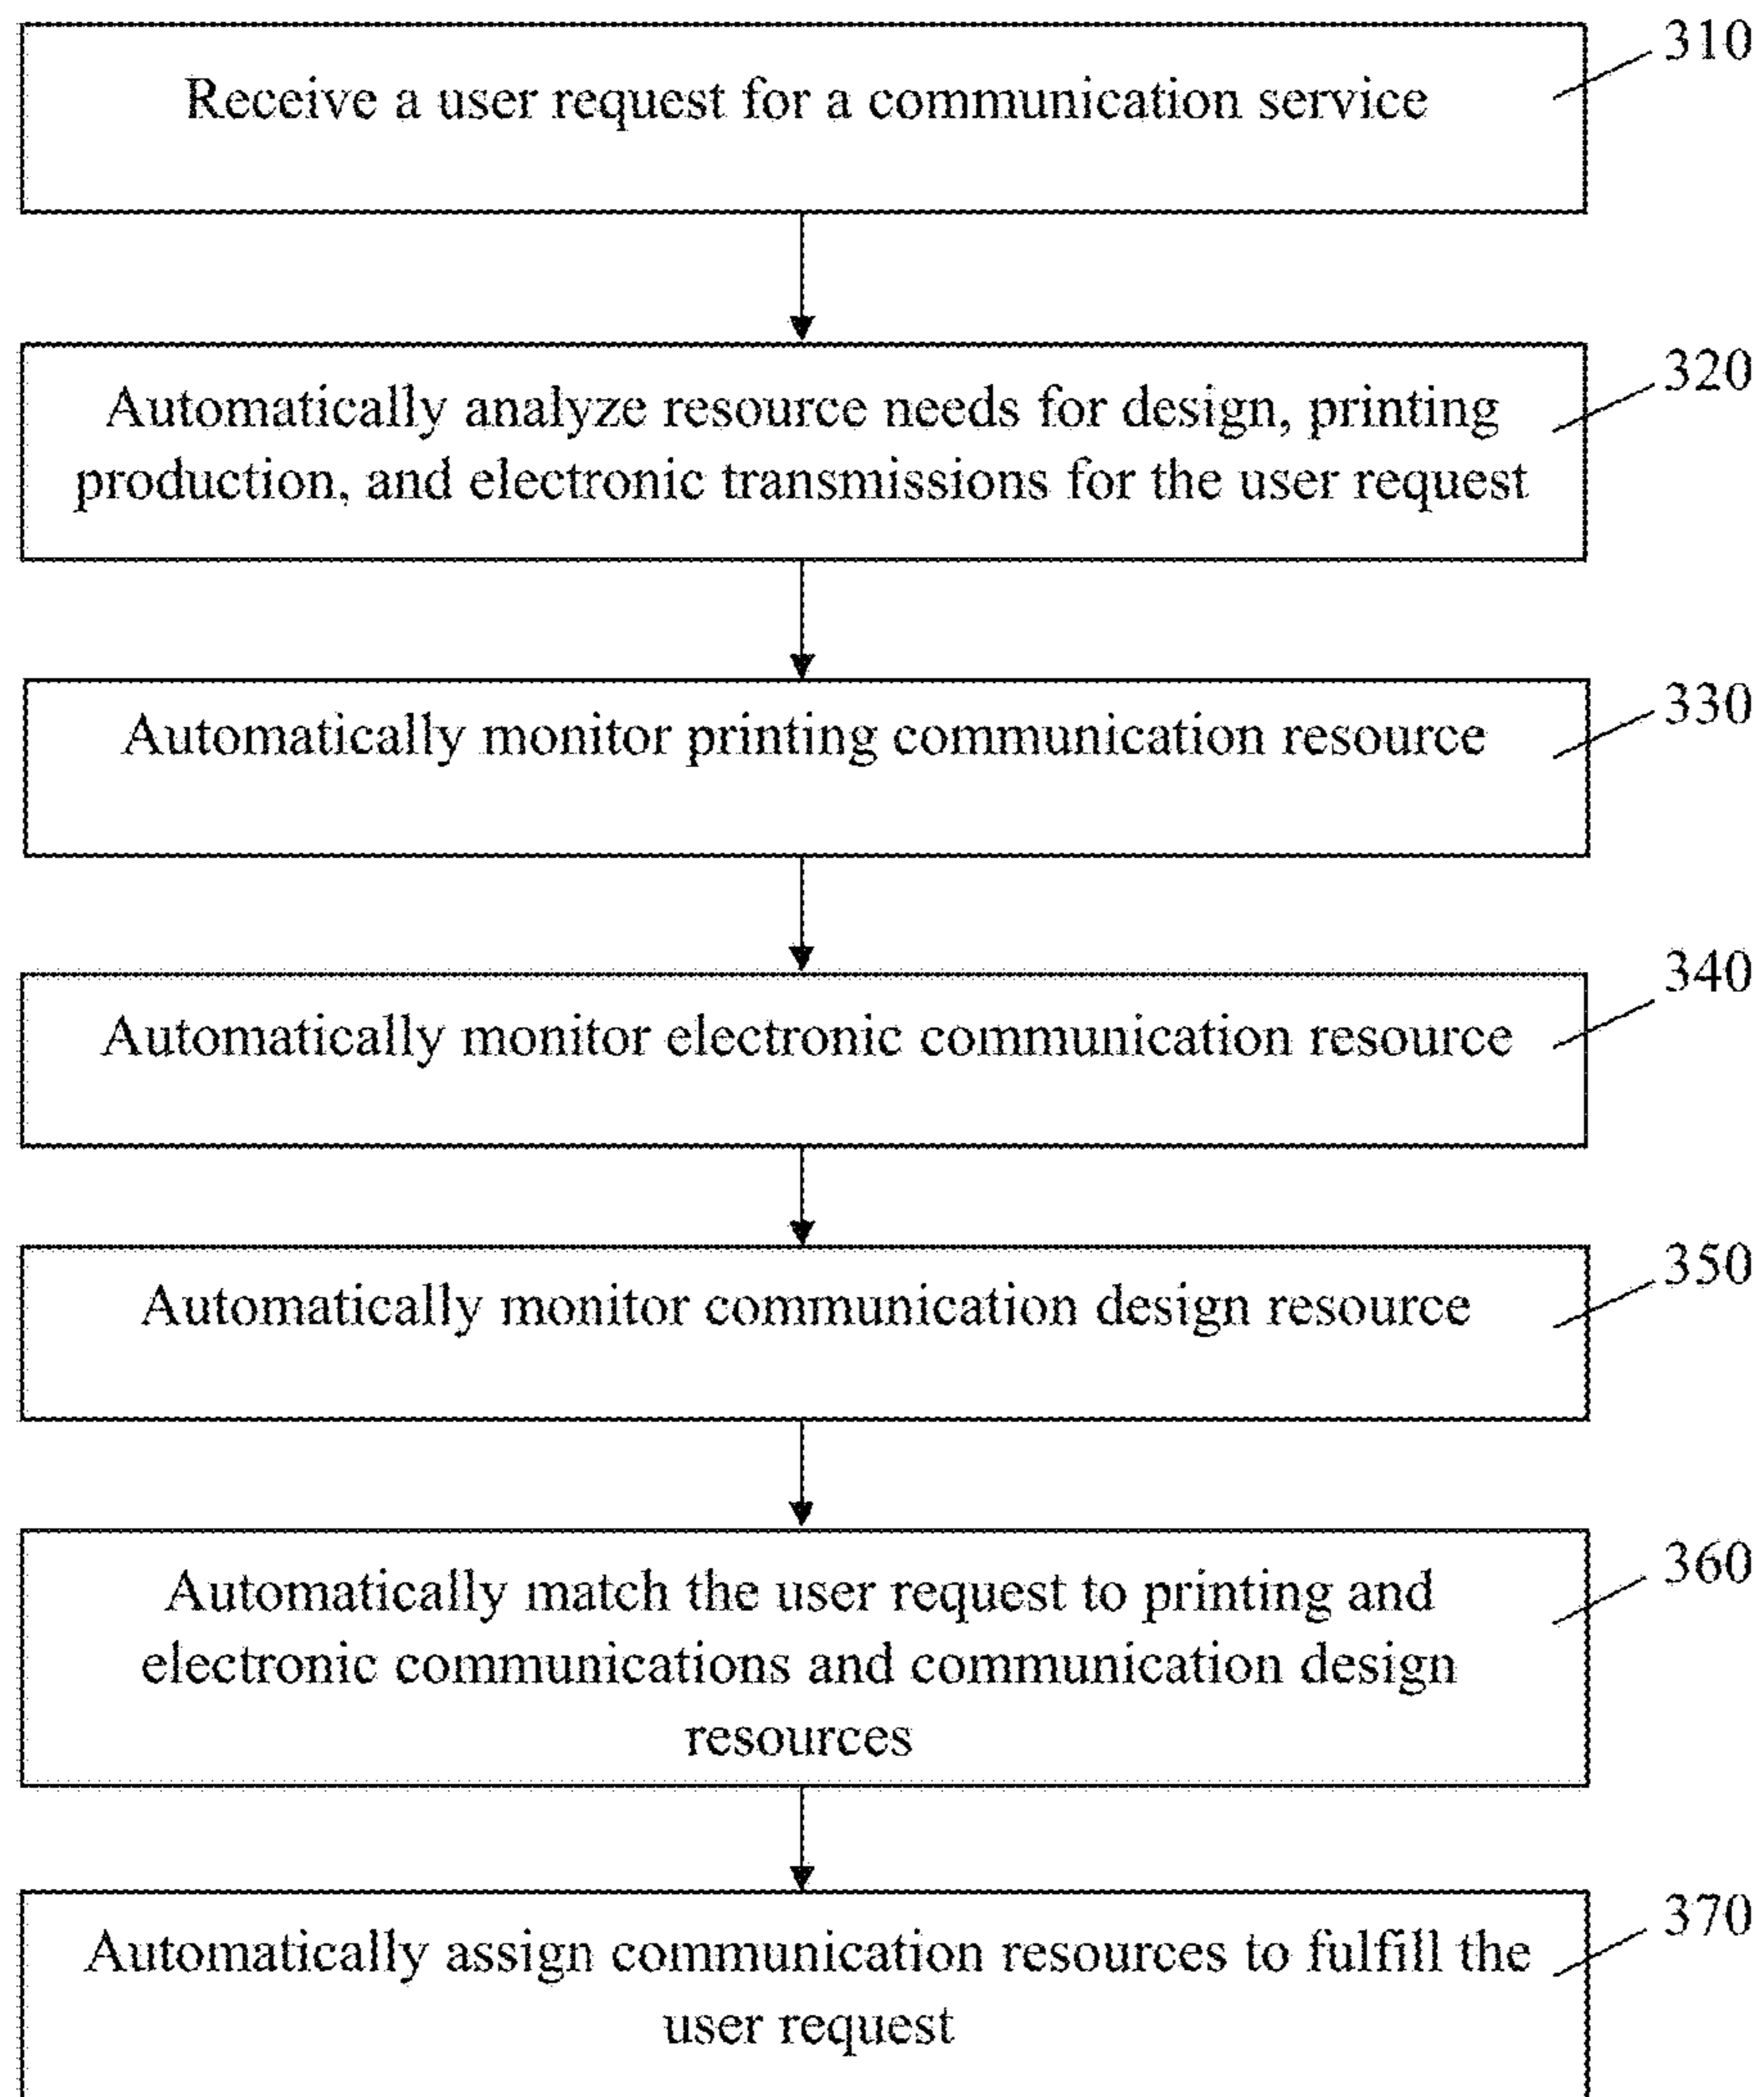 Receive a user request for a communication service
310
Automatically analyze resource needs for design, printing
production, and electronic transmissions for the user request
320
Automatically monitor printing communication resource
330
Automatically monitor electronic communication resource
340
Automatically monitor communication design resource
350
Automatically match the user request to printing and
electronic communications and communication design
resources
360
Automatically assign communication resources to fulfill the
user request
370